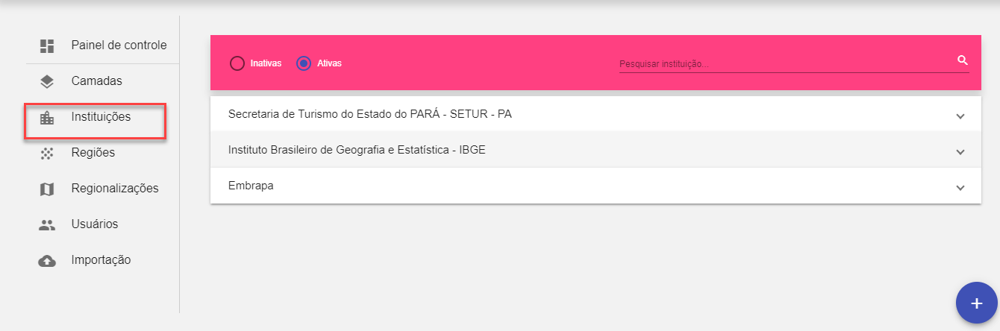 Painel de controle
Camadas
Instituições
Regiões
Regionalizações
Usuários
Importação
Inativas Ativas Pesquisar instituição...
Secretaria de Turismo do Estado do PARÁ - SETUR - PA
Instituto Brasileiro de Geografia e Estatística - IBGE
Embrapa
+